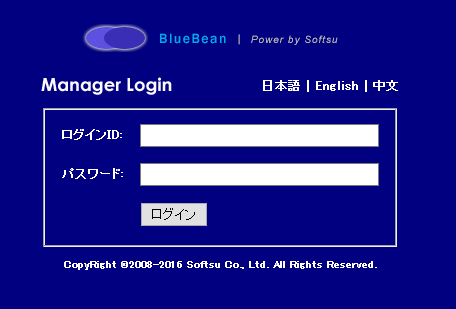 BlueBean | Power by Softsu
Manager Login 日本語 | English | 中文
ログインID:
パスワード:
ログイン
CopyRight ©2008-2016 Softsu Co., Ltd. All Rights Reserved.